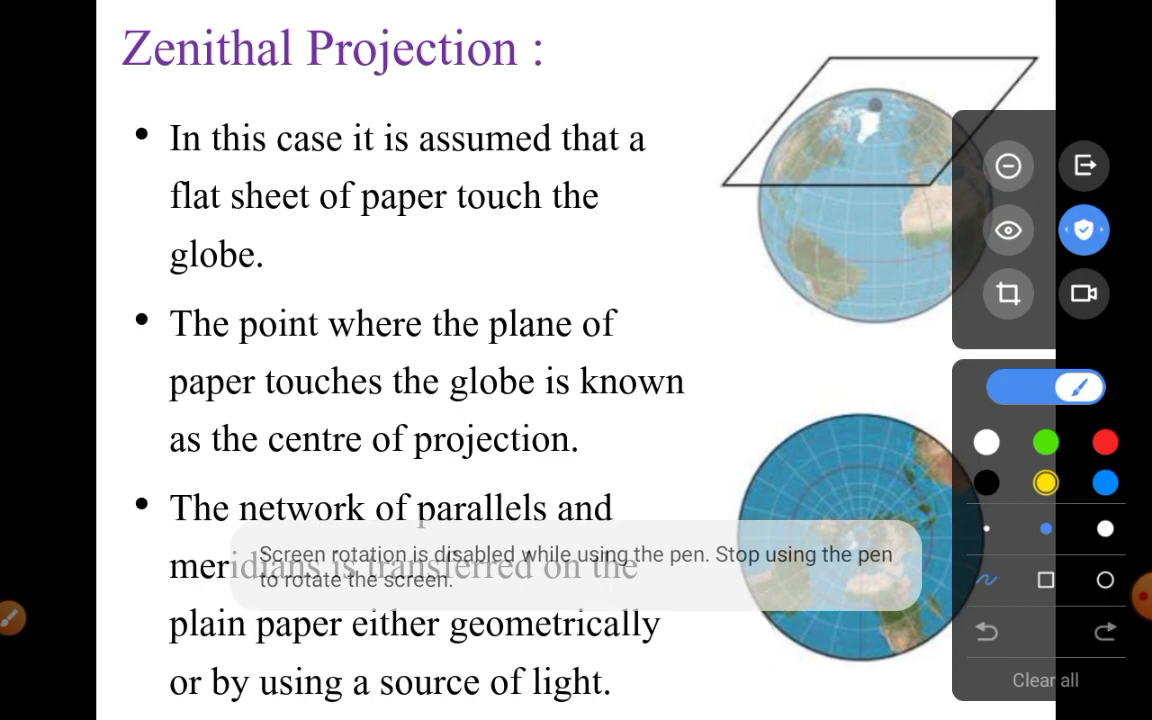 Zenithal Projection :
• In this case it is assumed that a
flat sheet of paper touch the
globe.
• The point where the plane of
paper touches the globe is known
as the centre of projection.
• The network of parallels and
meridians is transferred on the
Screen rotation is disabled while using the pen. Stop using the pen
to rotate the screen.
plain paper either geometrically
or by using a source of light.
Clear all